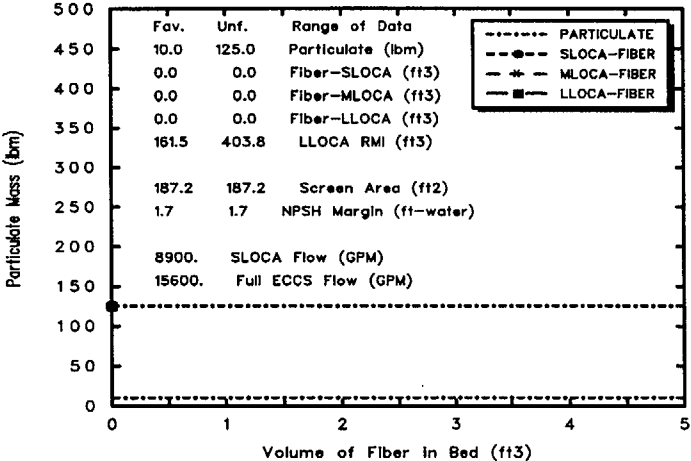 Fav. Unf. Range of Data
10.0 125.0 Particulate (lbm)
0.0 0.0 Fiber-SLOCA (ft3)
0.0 0.0 Fiber-MLOCA (ft3)
0.0 0.0 Fiber-LLOCA (ft3)
161.5 403.8 LLOCA RMI (ft3)
187.2 187.2 Screen Area (ft2)
1.7 1.7 NPSH Margin (ft-water)
8900. SLOCA Flow (GPM)
15600. Full ECCS Flow (GPM)
PARTICULATE
SLOCA-FIBER
MLOCA-FIBER
LLOCA-FIBER
Particulate Mass (lbm)
500
450
400
350
300
250
200
150
100
50
0
0 1 2 3 4 5
Volume of Fiber in Bed (ft3)